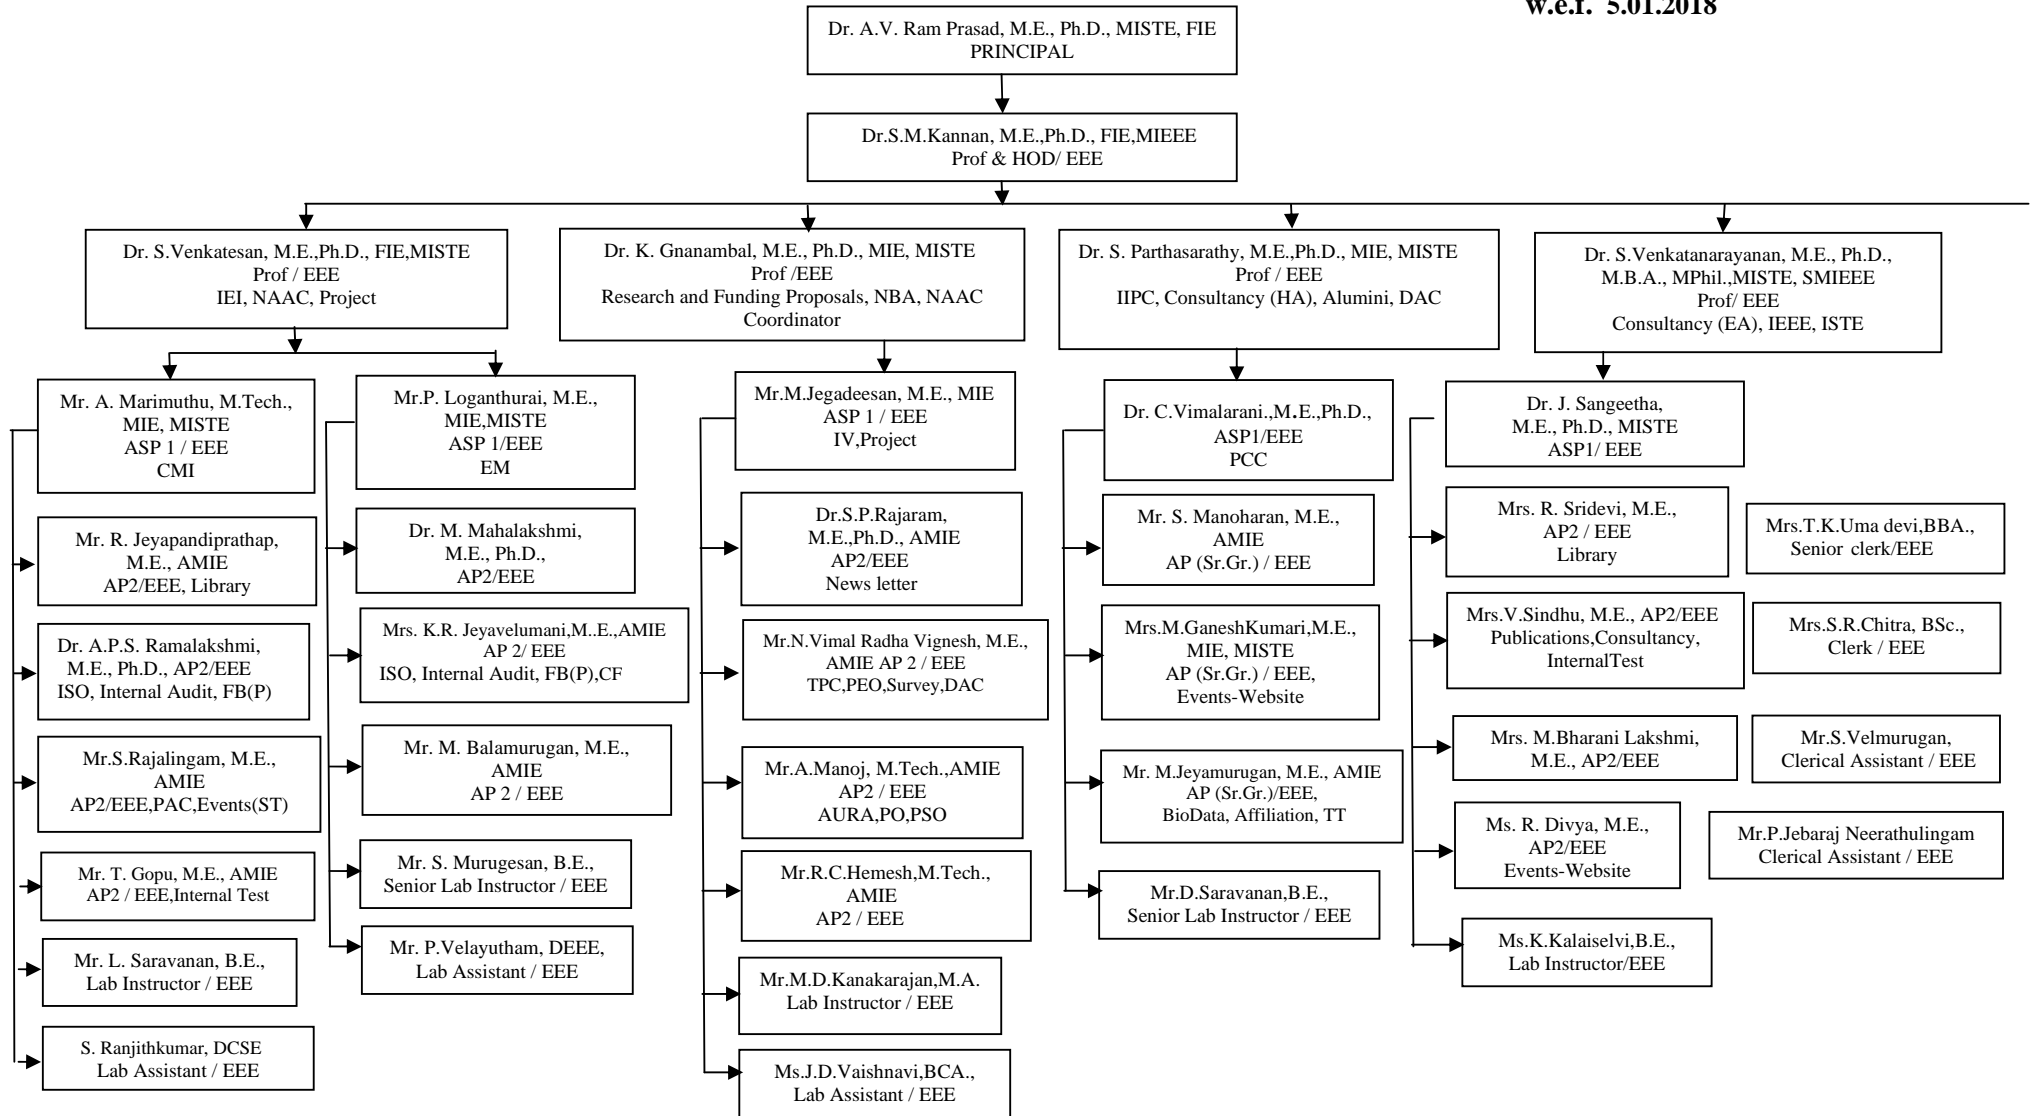 w.e.f. 5.01.2018
Dr. A.V. Ram Prasad, M.E., Ph.D., MISTE, FIE
PRINCIPAL
Dr.S.M.Kannan, M.E.,Ph.D., FIE,MIEEE
Prof & HOD/ EEE
Dr. S.Venkatesan, M.E.,Ph.D., FIE,MISTE
Prof / EEE
IEI, NAAC, Project
Dr. K. Gnanambal, M.E., Ph.D., MIE, MISTE
Prof /EEE
Research and Funding Proposals, NBA, NAAC
Coordinator
Dr. S. Parthasarathy, M.E.,Ph.D., MIE, MISTE
Prof / EEE
IIPC, Consultancy (HA), Alumini, DAC
Dr. S.Venkatanarayanan, M.E., Ph.D.,
M.B.A., MPhil.,MISTE, SMIEEE
Prof/ EEE
Consultancy (EA), IEEE, ISTE
Mr. A. Marimuthu, M.Tech.,
MIE, MISTE
ASP 1 / EEE
CMI
Mr. R. Jeyapandiprathap,
M.E., AMIE
AP2/EEE, Library
Dr. A.P.S. Ramalakshmi,
M.E., Ph.D., AP2/EEE
ISO, Internal Audit, FB(P)
Mr.S.Rajalingam, M.E.,
AMIE
AP2/EEE,PAC,Events(ST)
Mr. T. Gopu, M.E., AMIE
AP2 / EEE,Internal Test
Mr. L. Saravanan, B.E.,
Lab Instructor / EEE
S. Ranjithkumar, DCSE
Lab Assistant / EEE
Mr.P. Loganthurai, M.E.,
MIE,MISTE
ASP 1/EEE
EM
Dr. M. Mahalakshmi,
M.E., Ph.D.,
AP2/EEE
Mrs. K.R. Jeyavelumani,M..E.,AMIE
AP 2/ EEE
ISO, Internal Audit, FB(P),CF
Mr. M. Balamurugan, M.E.,
AMIE
AP 2 / EEE
Mr. S. Murugesan, B.E.,
Senior Lab Instructor / EEE
Mr. P.Velayutham, DEEE,
Lab Assistant / EEE
Mr.M.Jegadeesan, M.E., MIE
ASP 1 / EEE
IV,Project
Dr.S.P.Rajaram,
M.E.,Ph.D., AMIE
AP2/EEE
News letter
Mr.N.Vimal Radha Vignesh, M.E.,
AMIE AP 2 / EEE
TPC,PEO,Survey,DAC
Mr.A.Manoj, M.Tech.,AMIE
AP2 / EEE
AURA,PO,PSO
Mr.R.C.Hemesh,M.Tech.,
AMIE
AP2 / EEE
Mr.M.D.Kanakarajan,M.A.
Lab Instructor / EEE
Ms.J.D.Vaishnavi,BCA.,
Lab Assistant / EEE
Dr. C.Vimalarani.,M.E.,Ph.D.,
ASP1/EEE
PCC
Mr. S. Manoharan, M.E.,
AMIE
AP (Sr.Gr.) / EEE
Mrs.M.GaneshKumari,M.E.,
MIE, MISTE
AP (Sr.Gr.) / EEE,
Events-Website
Mr. M.Jeyamurugan, M.E., AMIE
AP (Sr.Gr.)/EEE,
BioData, Affiliation, TT
Mr.D.Saravanan,B.E.,
Senior Lab Instructor / EEE
Dr. J. Sangeetha,
M.E., Ph.D., MISTE
ASP1/ EEE
Mrs. R. Sridevi, M.E.,
AP2 / EEE
Library
Mrs.V.Sindhu, M.E., AP2/EEE
Publications,Consultancy,
InternalTest
Mrs. M.Bharani Lakshmi,
M.E., AP2/EEE
Ms. R. Divya, M.E.,
AP2/EEE
Events-Website
Ms.K.Kalaiselvi,B.E.,
Lab Instructor/EEE
Mrs.T.K.Uma devi,BBA.,
Senior clerk/EEE
Mrs.S.R.Chitra, BSc.,
Clerk / EEE
Mr.S.Velmurugan,
Clerical Assistant / EEE
Mr.P.Jebaraj Neerathulingam
Clerical Assistant / EEE